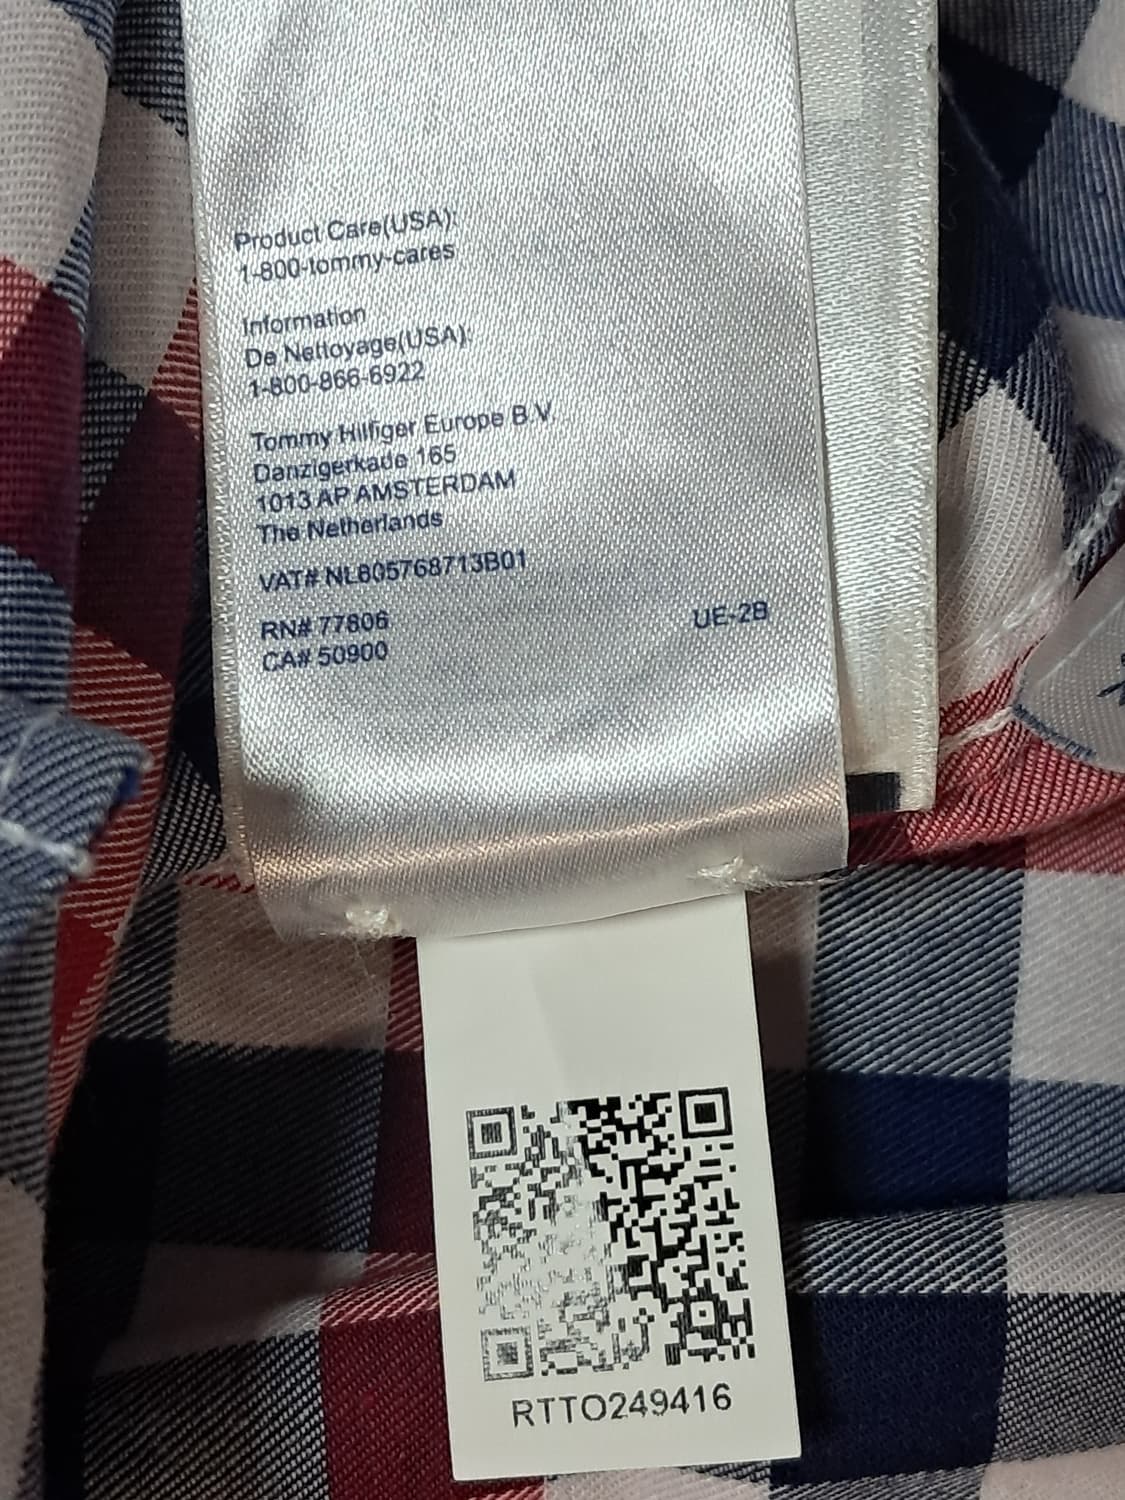 Product Care(USA):
1-800-tommy-cares
Information
De Nettoyage(USA):
1-800-866-6922
Tommy Hilfiger Europe B.V.
Danzigerkade 165
1013 AP AMSTERDAM
The Netherlands
VAT# NL805768713B01
RN# 77806
UE-2B
CA# 50900
RTTO249416